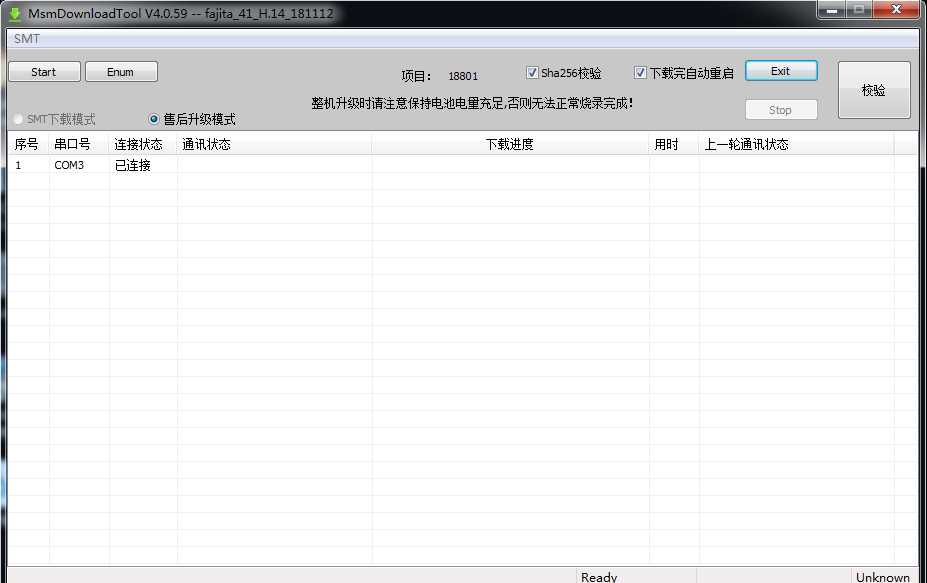 MsmDownloadTool V4.0.59 -- fajita_41_H.14_181112
SMT
Start Enum 项目： 18801 Sha256校验 下载完自动重启 Exit
校验
整机升级时请注意保持电池电量充足,否则无法正常烧录完成!
Stop
SMT下载模式 售后升级模式
序号 串口号 连接状态 通讯状态 下载进度 用时 上一轮通讯状态
1 COM3 已连接
Ready Unknown